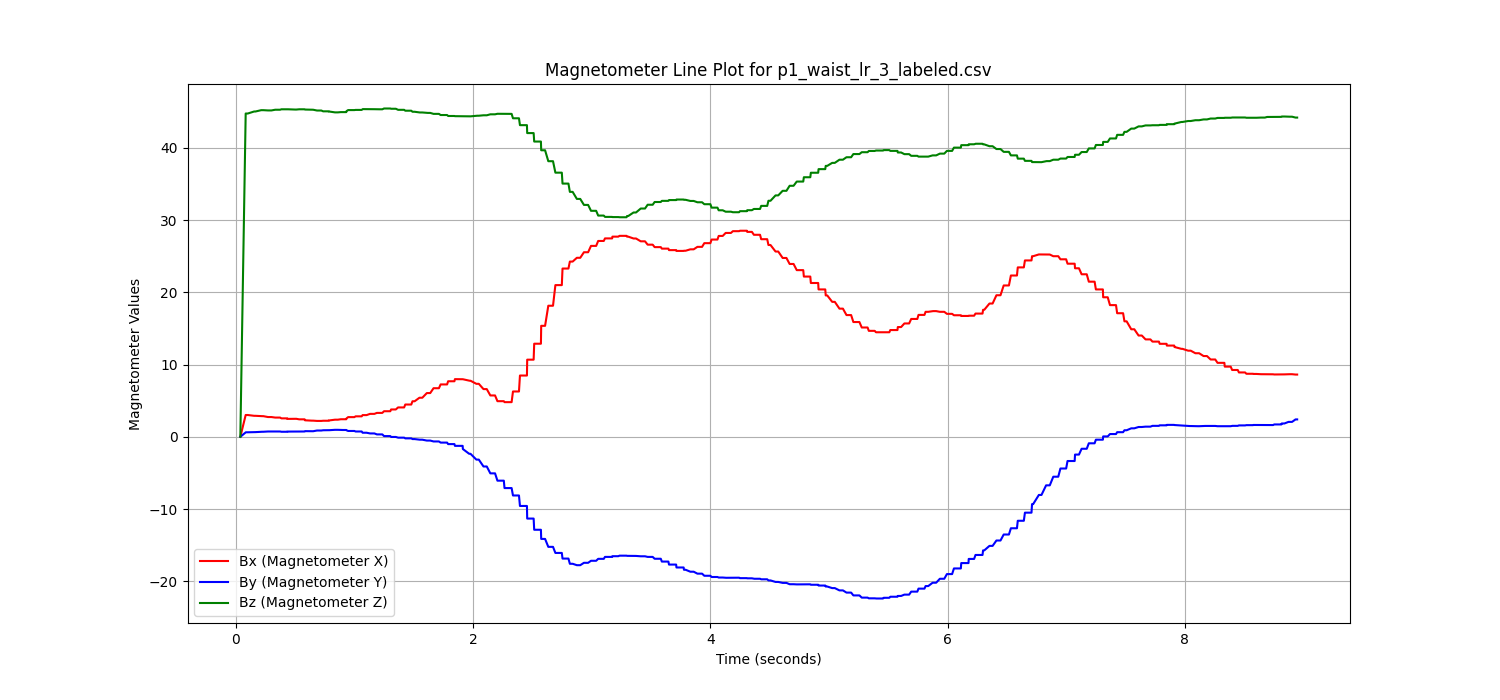 Magnetometer Line Plot for p1_waist_lr_3_labeled.csv
Magnetometer Values
40
30
20
10
0
−10
−20
Bx (Magnetometer X)
By (Magnetometer Y)
Bz (Magnetometer Z)
0 2 4 6 8
Time (seconds)